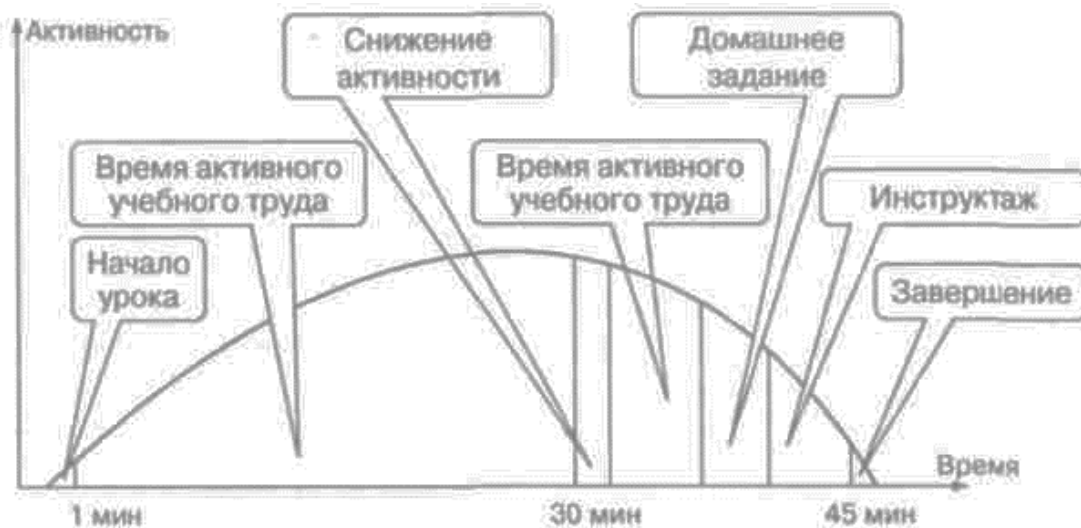 Активность
Снижение
активности
Домашнее
задание
Время активного
учебного труда
Время активного
учебного труда
Инструктаж
Начало
урока
Завершение
Время
1 мин
30 мин
45 мин